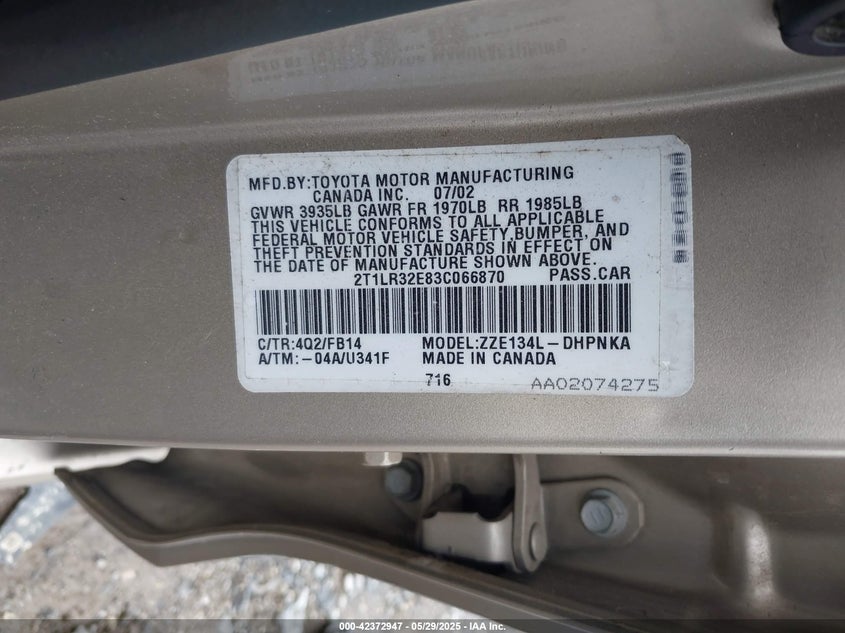 MFD.BY:TOYOTA MOTOR MANUFACTURING
CANADA INC. 07/02
GVWR 3935LB GAWR FR 1970LB RR 1985LB
THIS VEHICLE CONFORMS TO ALL APPLICABLE
FEDERAL MOTOR VEHICLE SAFETY,BUMPER, AND
THEFT PREVENTION STANDARDS IN EFFECT ON
THE DATE OF MANUFACTURE SHOWN ABOVE.
2T1LR32E83C066870 PASS.CAR
C/TR:4Q2/FB14 MODEL:ZZE134L-DHPNKA
A/TM:-04A/U341F MADE IN CANADA
716 AA02074275
000-42372947 - 05/29/2025 - IAA Inc.